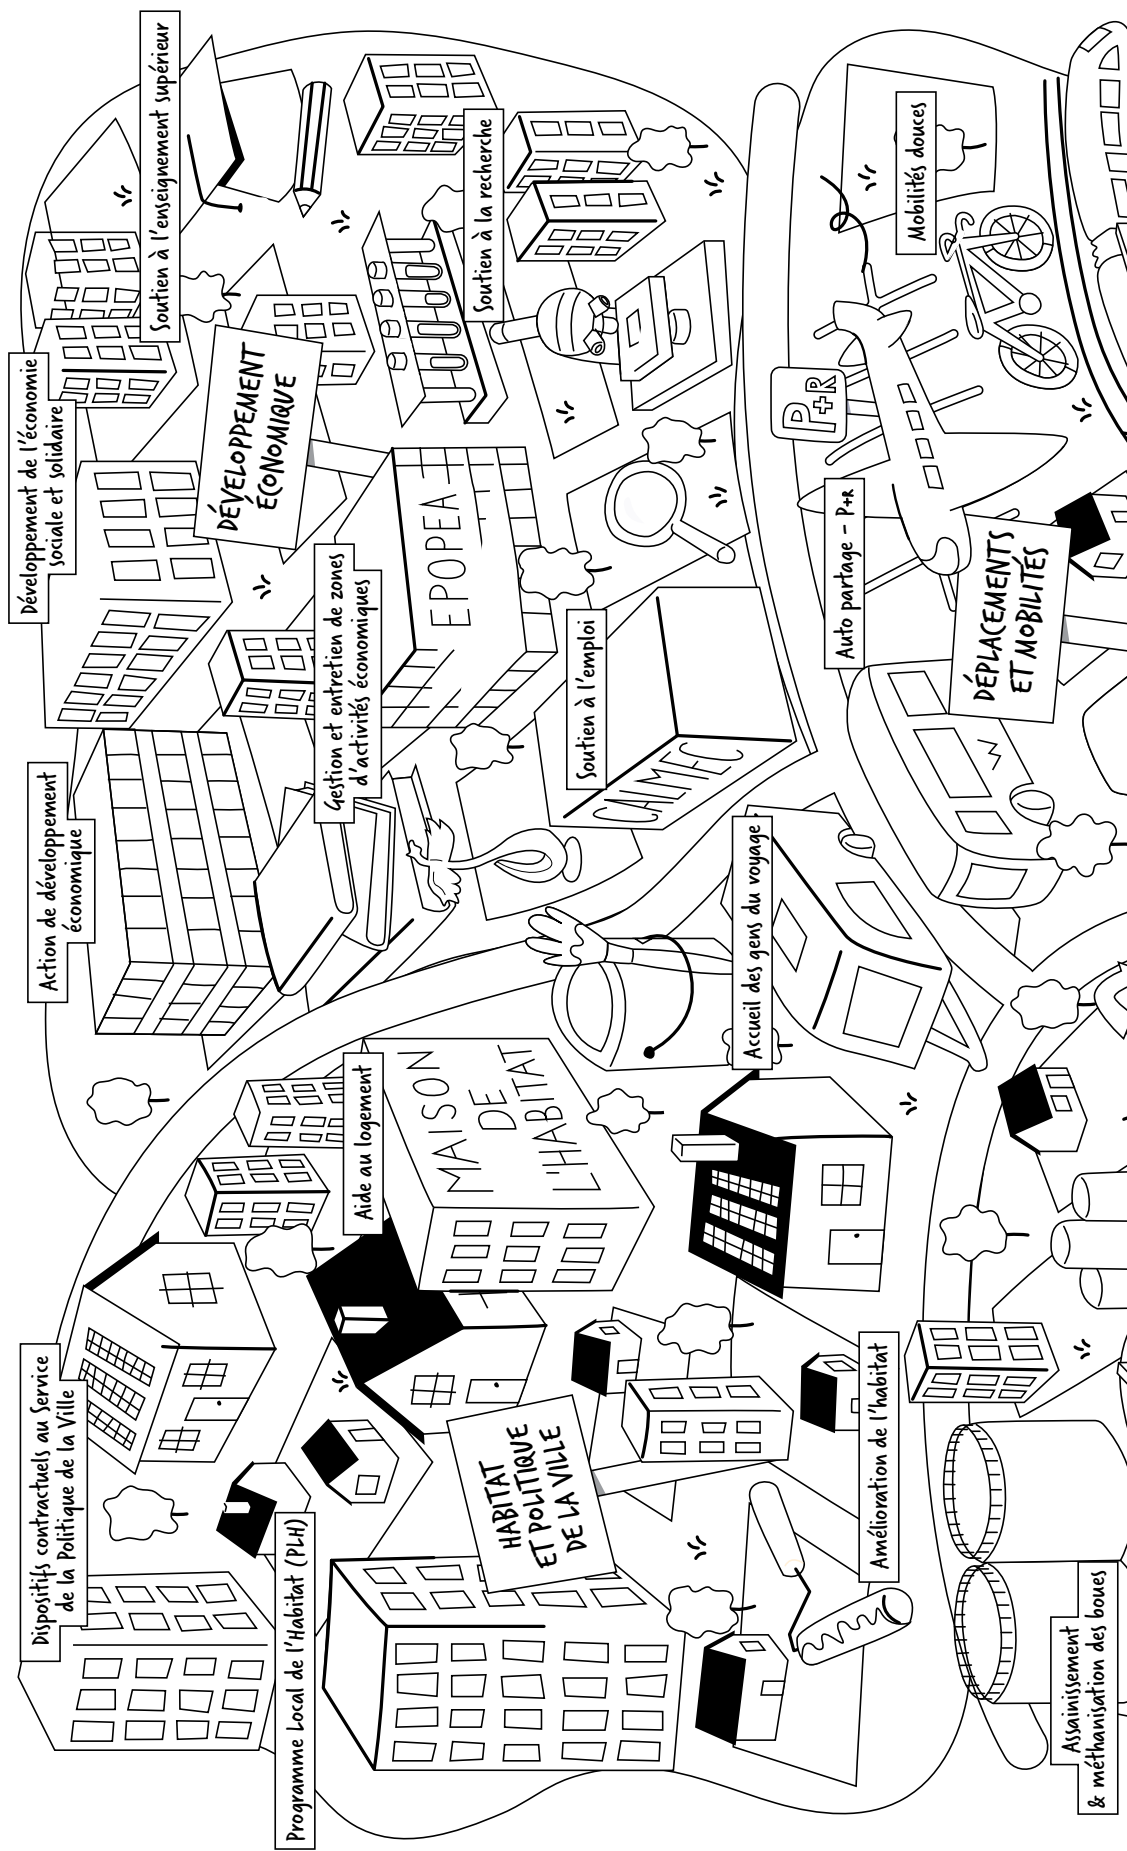 Dispositifs contractuels au Service
de la Politique de la Ville
Action de développement
économique
Développement de l'économie
sociale et solidaire
Soutien à l'enseignement supérieur
DÉVELOPPEMENT
ÉCONOMIQUE
Programme Local de l'Habitat (PLH)
Aide au logement
Gestion et entretien de zones
d'activités économiques
EPOPEA
Soutien à la recherche
MAISON
DE
L'HABITAT
HABITAT
ET POLITIQUE
DE LA VILLE
Soutien à l'emploi
CALMEC
Accueil des gens du voyage
P+R
Auto partage - P+R
Mobilités douces
Amélioration de l'habitat
DÉPLACEMENTS
ET MOBILITÉS
Assainissement
& méthanisation des boues